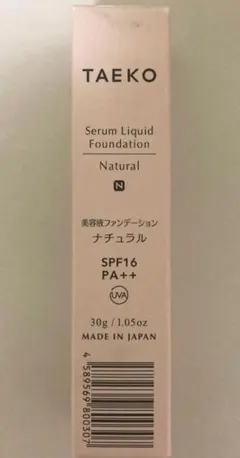 TAEKO
Serum Liquid
Foundation
Natural
N
美容液ファンデーション
ナチュラル
SPF16
PA++
UVA
30g / 1.05oz
MADE IN JAPAN
4589569800307